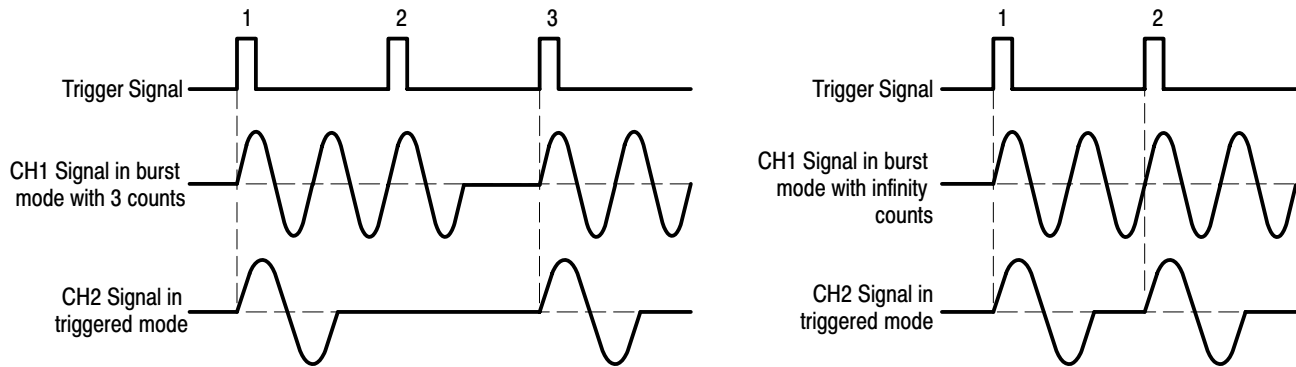 1 2 3
Trigger Signal
CH1 Signal in burst
mode with 3 counts
CH2 Signal in
triggered mode
1 2
Trigger Signal
CH1 Signal in burst
mode with infinity
counts
CH2 Signal in
triggered mode